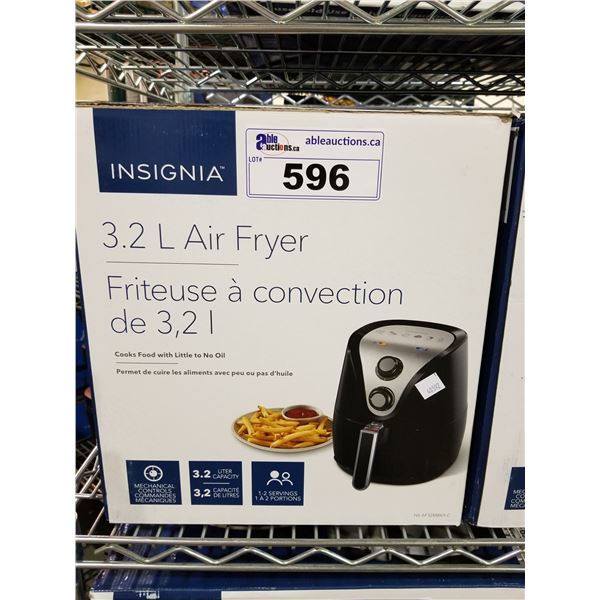 INSIGNIA™
able auctions.ca
ableauctions.ca
LOT#
596
3.2 L Air Fryer
Friteuse à convection
de 3,2 l
Cooks Food with Little to No Oil
Permet de cuire les aliments avec peu ou pas d'huile
MECHANICAL
CONTROLS
COMMANDES
MÉCANIQUES
3.2 LITER
CAPACITY
3,2 CAPACITÉ
DE LITRES
1-2 SERVINGS
1 À 2 PORTIONS